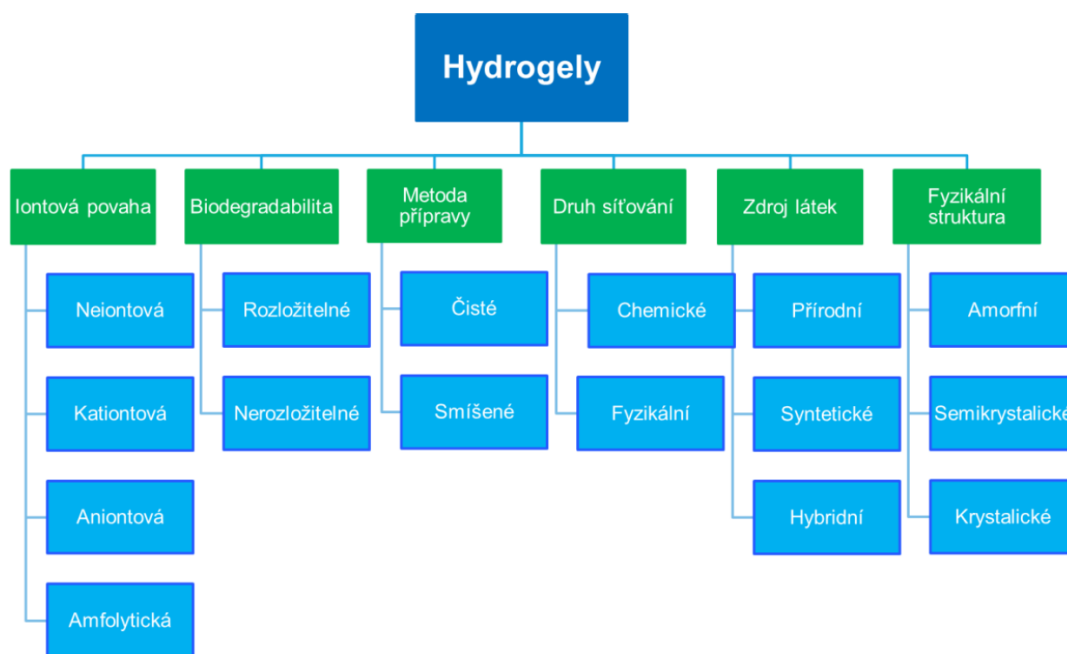 Hydrogely
Iontová povaha
Biodegradabilita
Metoda
přípravy
Druh síťování
Zdroj látek
Fyzikální
struktura
Neiontová
Rozložitelné
Čisté
Chemické
Přírodní
Amorfní
Kationtová
Nerozložitelné
Smíšené
Fyzikální
Syntetické
Semikrystalické
Aniontová
Hybridní
Krystalické
Amfolytická